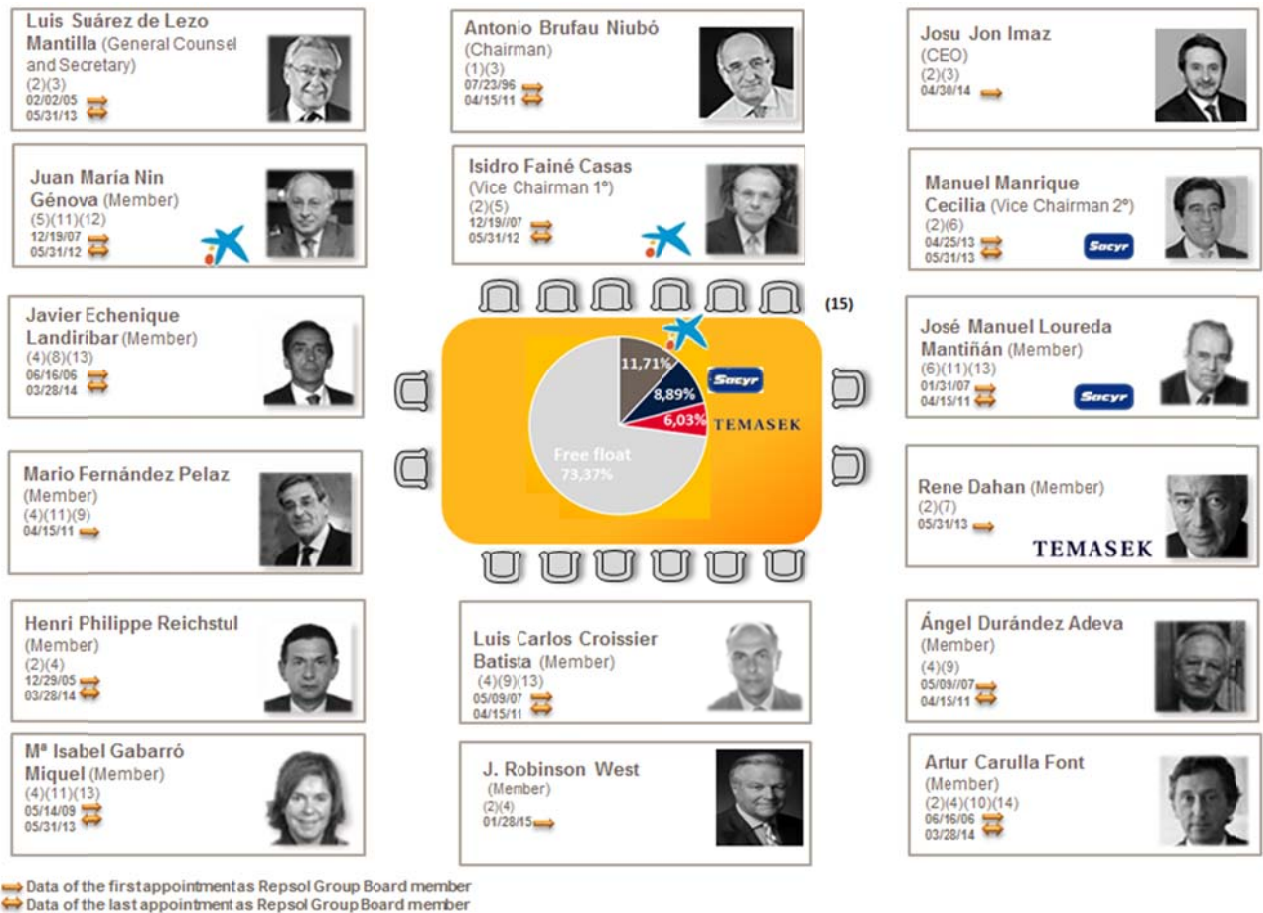 Luis Suárez de Lezo
Mantilla (General Counsel
and Secretary)
(2)(3)
02/02/05
05/31/13
Antonio Brufau Niubó
(Chairman)
(1)(3)
07/23/96
04/15/11
Josu Jon Imaz
(CEO)
(2)(3)
04/30/14
Juan María Nin
Génova (Member)
(5)(11)(12)
12/19/07
05/31/12
Isidro Fainé Casas
(Vice Chairman 1º)
(2)(5)
12/19//07
05/31/12
Manuel Manrique
Cecilia (Vice Chairman 2º)
(2)(6)
04/25/13
05/31/13
Sacyr
Javier Echenique
Landiribar (Member)
(4)(8)(13)
06/16/06
03/28/14
(15)
11,71%
Sacyr
8,89%
6,03%
TEMASEK
Free float
73,37%
José Manuel Loureda
Mantiñán (Member)
(6)(11)(13)
01/31/07
04/15/11
Sacyr
Mario Fernández Pelaz
(Member)
(4)(11)(9)
04/15/11
Rene Dahan (Member)
(2)(7)
05/31/13
TEMASEK
Henri Philippe Reichstul
(Member)
(2)(4)
12/29/05
03/28/14
Luis Carlos Croissier
Batista (Member)
(4)(9)(13)
05/09/07
04/15/11
Ángel Durández Adeva
(Member)
(4)(9)
05/09//07
04/15/11
Mª Isabel Gabarró
Miquel (Member)
(4)(11)(13)
05/14/09
05/31/13
J. Robinson West
(Member)
(2)(4)
01/28/15
Artur Carulla Font
(Member)
(2)(4)(10)(14)
06/16/06
03/28/14
Data of the first appointment as Repsol Group Board member
Data of the last appointment as Repsol Group Board member